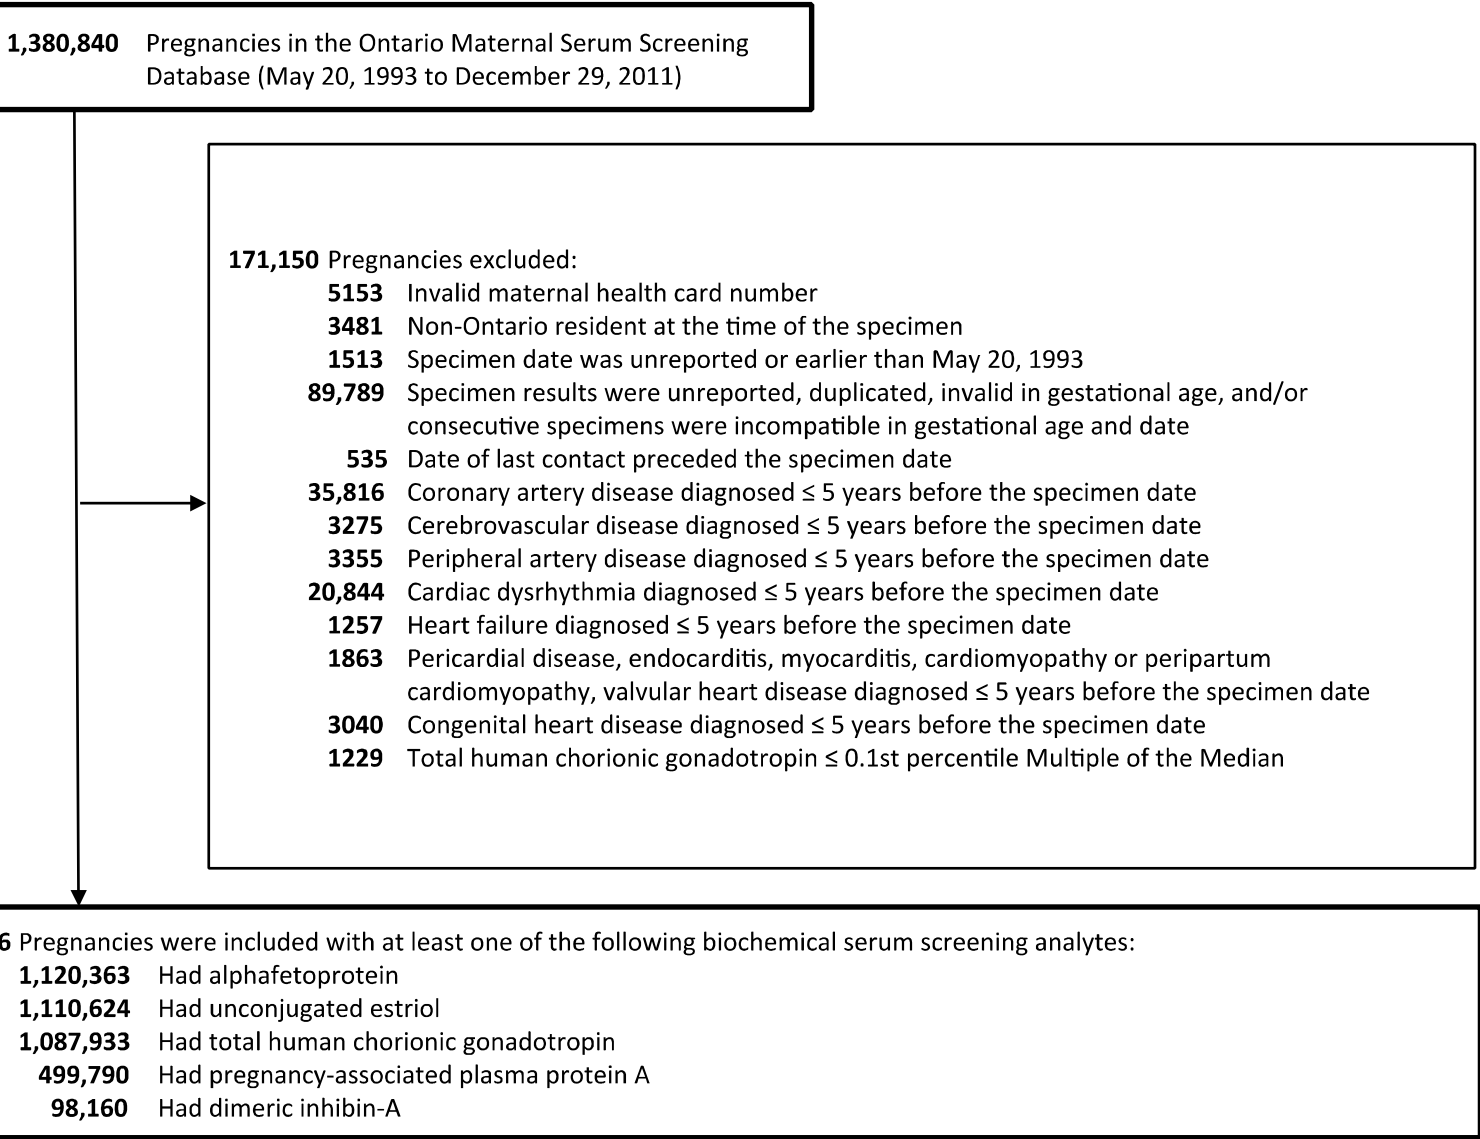 1,380,840 Pregnancies in the Ontario Maternal Serum Screening
Database (May 20, 1993 to December 29, 2011)
171,150 Pregnancies excluded:
5153 Invalid maternal health card number
3481 Non-Ontario resident at the time of the specimen
1513 Specimen date was unreported or earlier than May 20, 1993
89,789 Specimen results were unreported, duplicated, invalid in gestational age, and/or
consecutive specimens were incompatible in gestational age and date
535 Date of last contact preceded the specimen date
35,816 Coronary artery disease diagnosed ≤ 5 years before the specimen date
3275 Cerebrovascular disease diagnosed ≤ 5 years before the specimen date
3355 Peripheral artery disease diagnosed ≤ 5 years before the specimen date
20,844 Cardiac dysrhythmia diagnosed ≤ 5 years before the specimen date
1257 Heart failure diagnosed ≤ 5 years before the specimen date
1863 Pericardial disease, endocarditis, myocarditis, cardiomyopathy or peripartum
cardiomyopathy, valvular heart disease diagnosed ≤ 5 years before the specimen date
3040 Congenital heart disease diagnosed ≤ 5 years before the specimen date
1229 Total human chorionic gonadotropin ≤ 0.1st percentile Multiple of the Median
6 Pregnancies were included with at least one of the following biochemical serum screening analytes:
1,120,363 Had alphafetoprotein
1,110,624 Had unconjugated estriol
1,087,933 Had total human chorionic gonadotropin
499,790 Had pregnancy-associated plasma protein A
98,160 Had dimeric inhibin-A